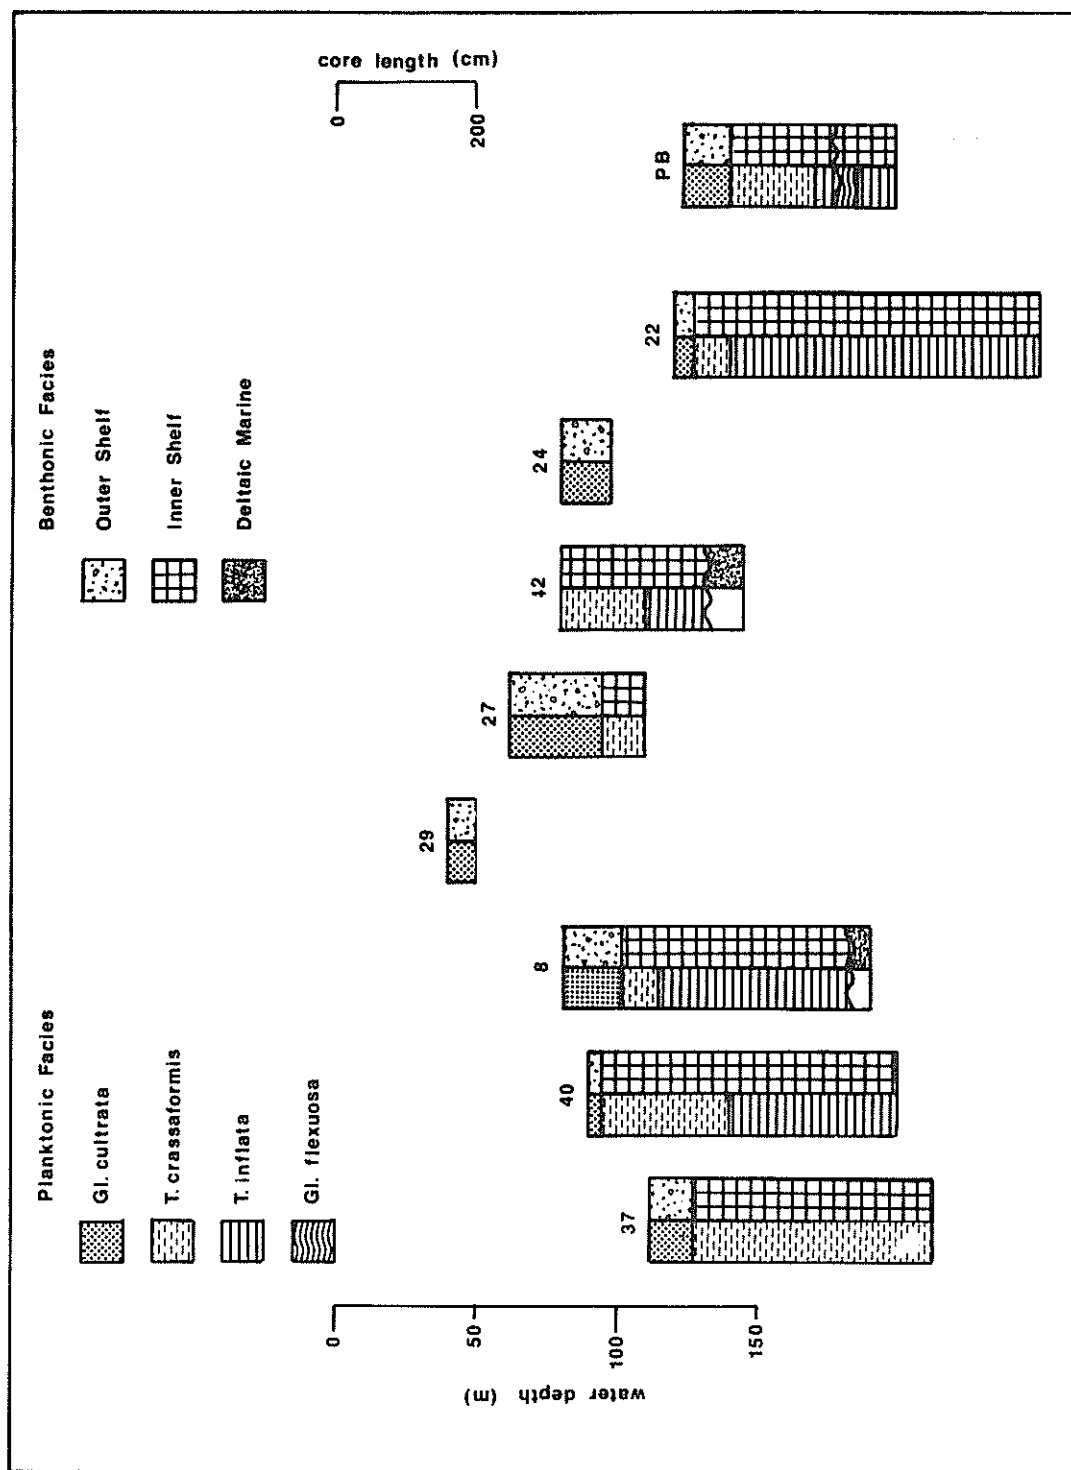 Planktonic Facies
Gl. cultrata
T. crassaformis
T. inflata
Gl. flexuosa
Benthonic Facies
Outer Shelf
Inner Shelf
Deltaic Marine
core length (cm)
0
200
water depth (m)
0
50
100
150
37
40
8
29
27
42
24
22
PB